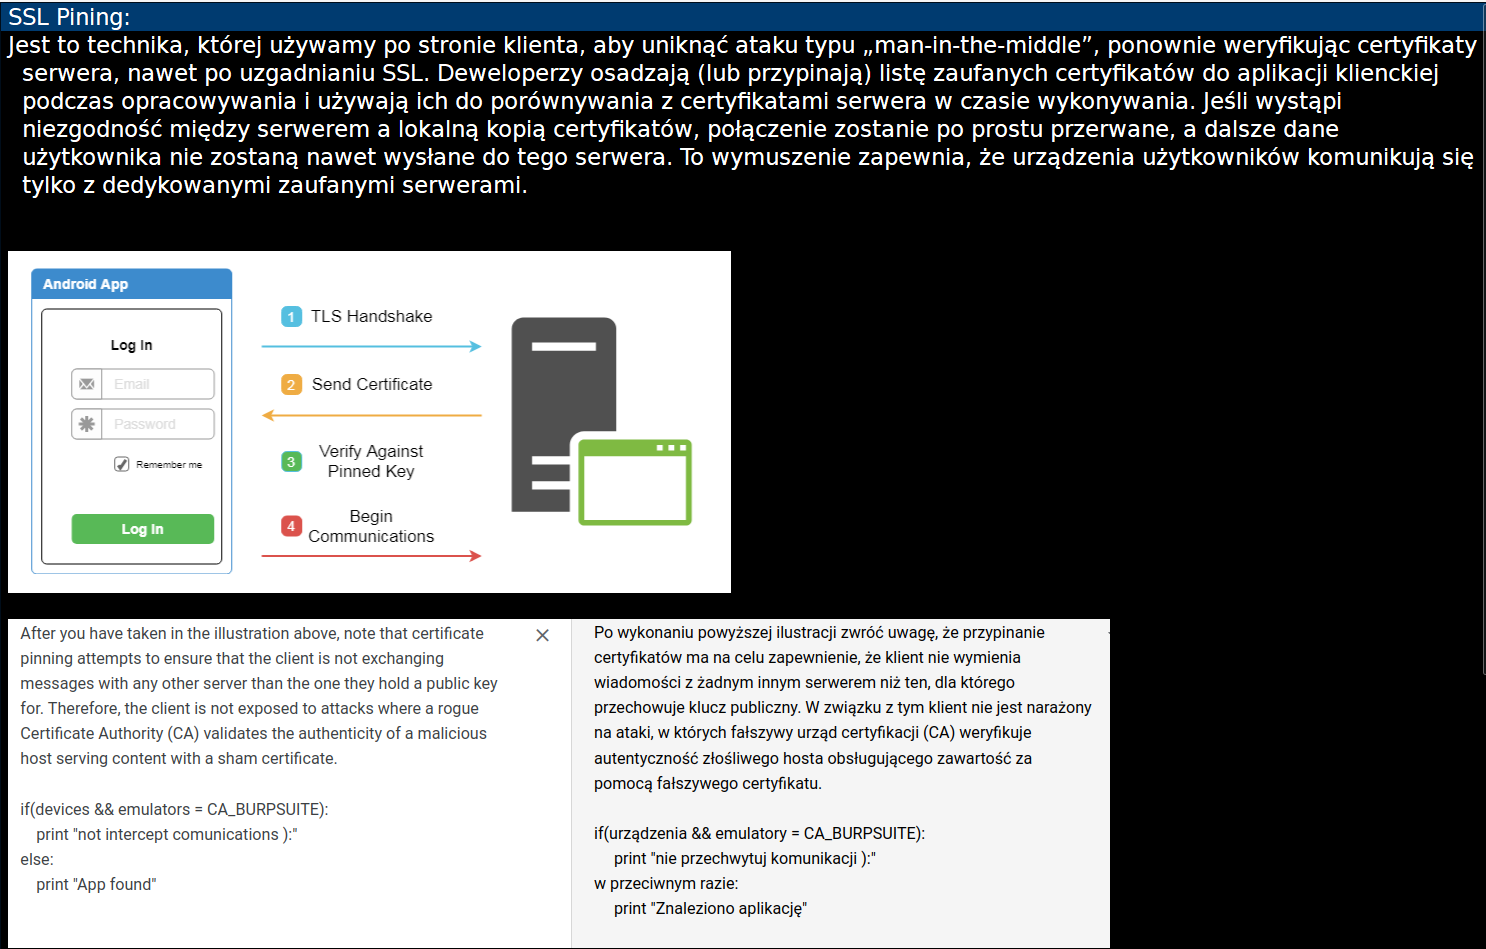 SSL Pining:
Jest to technika, której używamy po stronie klienta, aby uniknąć ataku typu „man-in-the-middle”, ponownie weryfikując certyfikaty
serwera, nawet po uzgadnianiu SSL. Deweloperzy osadzają (lub przypinają) listę zaufanych certyfikatów do aplikacji klienckiej
podczas opracowywania i używają ich do porównywania z certyfikatami serwera w czasie wykonywania. Jeśli wystąpi
niezgodność między serwerem a lokalną kopią certyfikatów, połączenie zostanie po prostu przerwane, a dalsze dane
użytkownika nie zostaną nawet wysłane do tego serwera. To wymuszenie zapewnia, że urządzenia użytkowników komunikują się
tylko z dedykowanymi zaufanymi serwerami.
Android App
Log In
Email
Password
Remember me
Log In
1 TLS Handshake
2 Send Certificate
3 Verify Against
Pinned Key
4 Begin
Communications
After you have taken in the illustration above, note that certificate
pinning attempts to ensure that the client is not exchanging
messages with any other server than the one they hold a public key
for. Therefore, the client is not exposed to attacks where a rogue
Certificate Authority (CA) validates the authenticity of a malicious
host serving content with a sham certificate.
if(devices && emulators = CA_BURPSUITE):
print "not intercept comunications ):"
else:
print "App found"
Po wykonaniu powyższej ilustracji zwróć uwagę, że przypinanie
certyfikatów ma na celu zapewnienie, że klient nie wymienia
wiadomości z żadnym innym serwerem niż ten, dla którego
przechowuje klucz publiczny. W związku z tym klient nie jest narażony
na ataki, w których fałszywy urząd certyfikacji (CA) weryfikuje
autentyczność złośliwego hosta obsługującego zawartość za
pomocą fałszywego certyfikatu.
if(urządzenia && emulatory = CA_BURPSUITE):
print "nie przechwytuj komunikacji ):"
w przeciwnym razie:
print "Znaleziono aplikację"